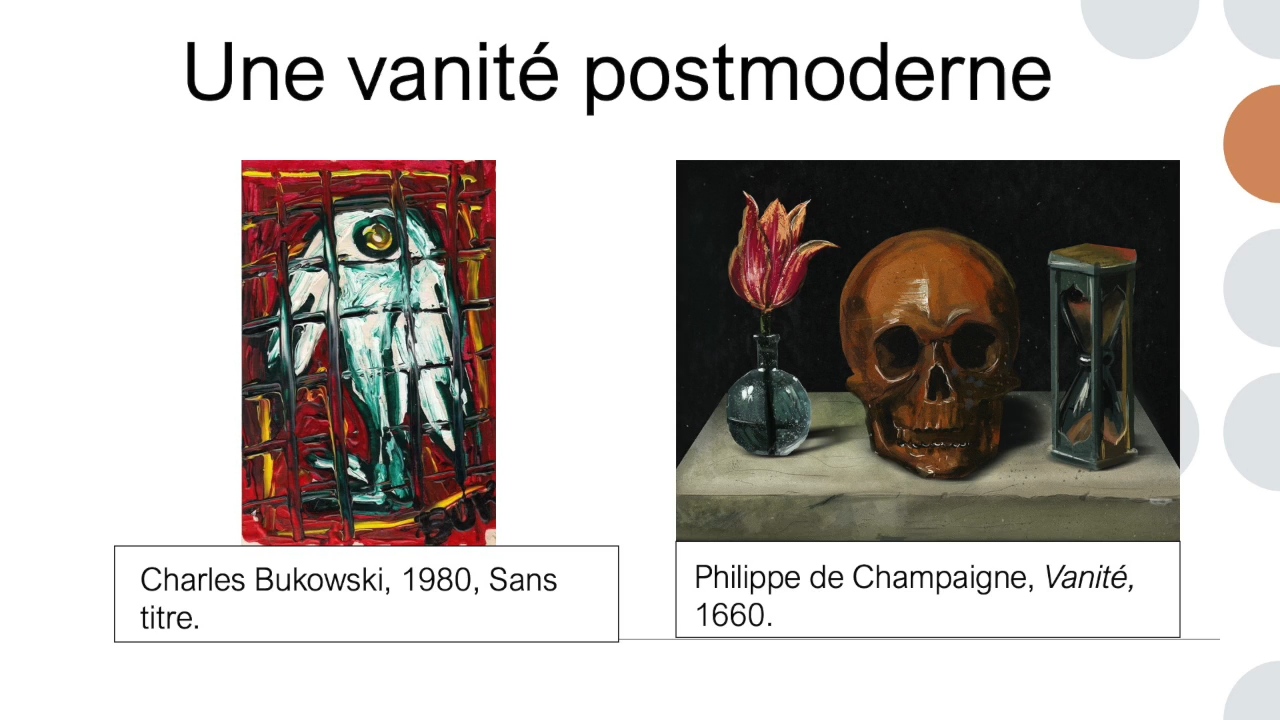 Une vanité postmoderne
Charles Bukowski, 1980, Sans
titre.
Philippe de Champaigne, Vanité,
1660.